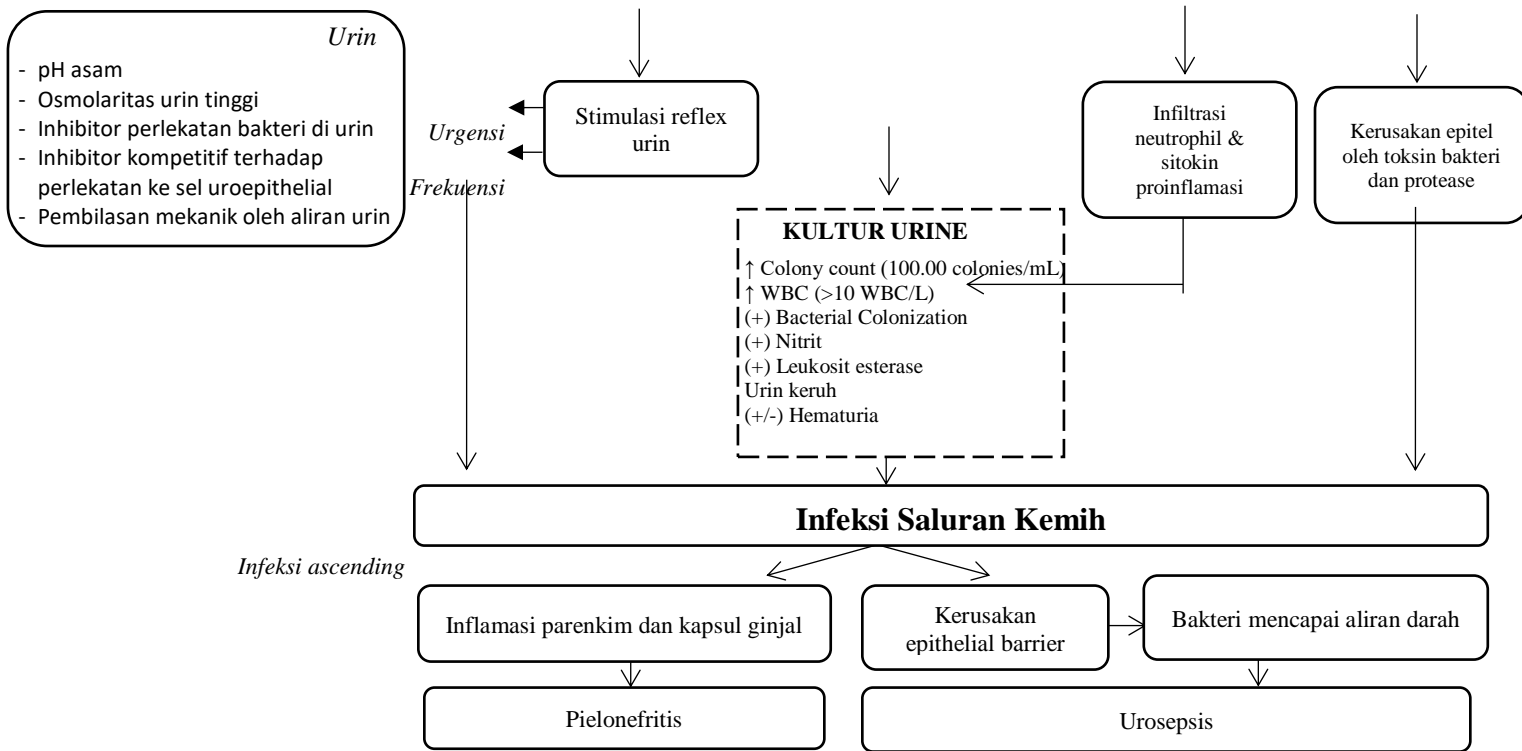 Urin
- pH asam
- Osmolaritas urin tinggi
- Inhibitor perlekatan bakteri di urin
- Inhibitor kompetitif terhadap
perlekatan ke sel uroepithelial
- Pembilasan mekanik oleh aliran urin
Urgensi
Frekuensi
Stimulasi reflex
urin
Infiltrasi
neutrophil &
sitokin
proinflamasi
Kerusakan epitel
oleh toksin bakteri
dan protease
KULTUR URINE
↑ Colony count (100.00 colonies/mL)
↑ WBC (>10 WBC/L)
(+) Bacterial Colonization
(+) Nitrit
(+) Leukosit esterase
Urin keruh
(+/-) Hematuria
Infeksi Saluran Kemih
Infeksi ascending
Inflamasi parenkim dan kapsul ginjal
Kerusakan
epithelial barrier
Bakteri mencapai aliran darah
Pielonefritis
Urosepsis